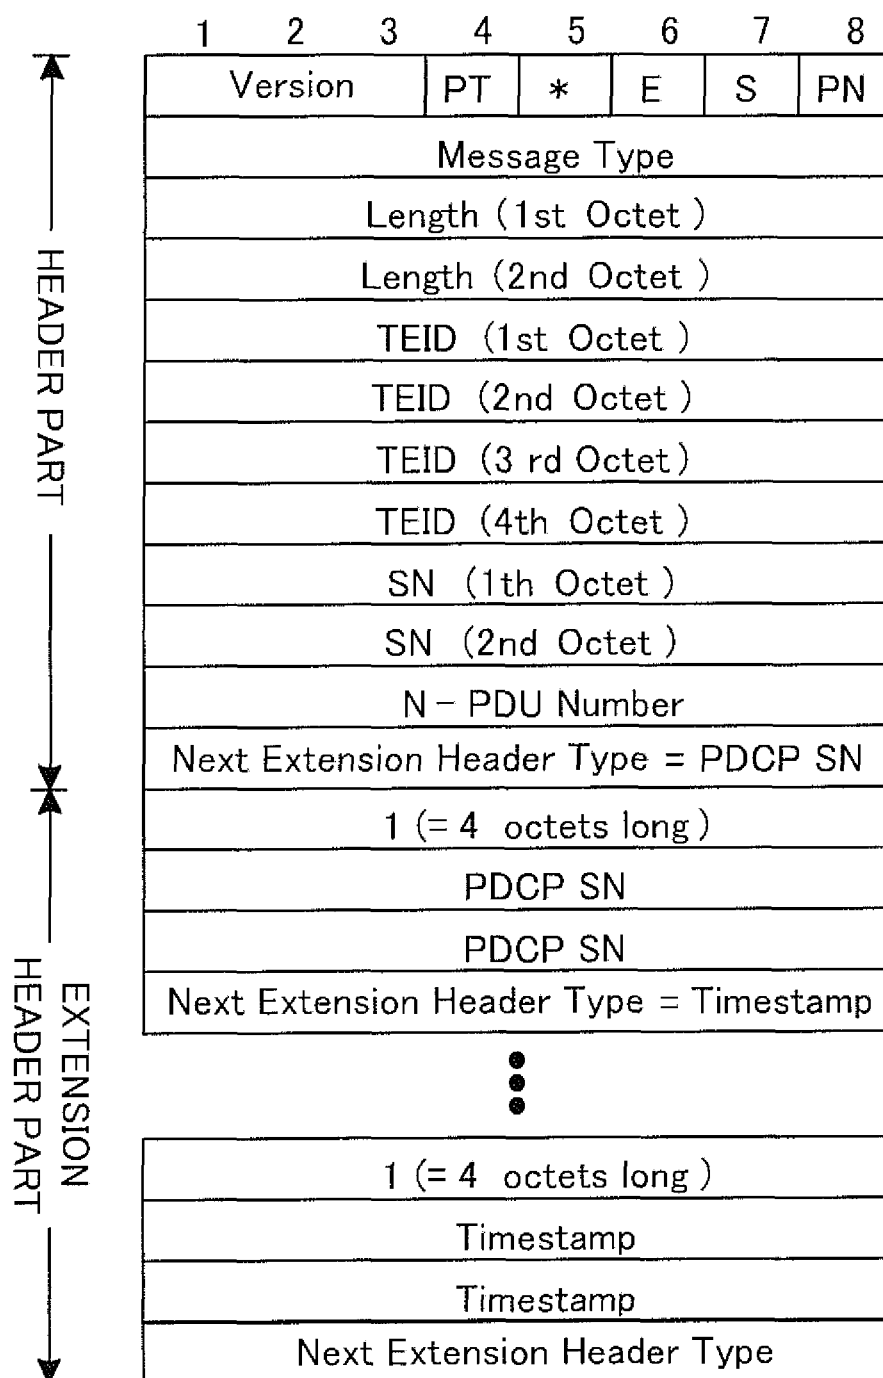 1 2 3 4 5 6 7 8
Version PT * E S PN
Message Type
Length (1st Octet)
Length (2nd Octet)
TEID (1st Octet)
TEID (2nd Octet)
TEID (3 rd Octet)
TEID (4th Octet)
SN (1th Octet)
SN (2nd Octet)
N - PDU Number
Next Extension Header Type = PDCP SN
HEADER PART
1 (= 4 octets long)
PDCP SN
PDCP SN
Next Extension Header Type = Timestamp
1 (= 4 octets long)
Timestamp
Timestamp
Next Extension Header Type
EXTENSION
HEADER PART